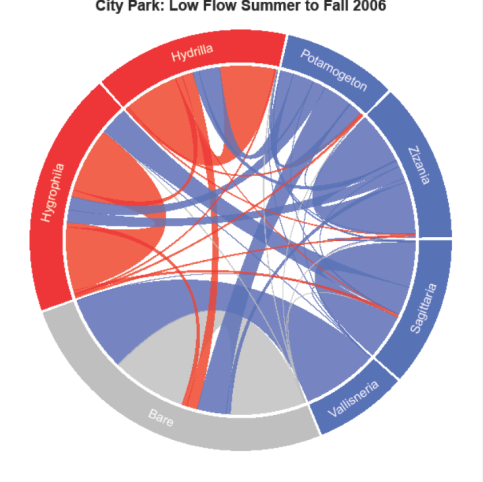 City Park: Low Flow Summer to Fall 2006
Hydrilla
Potamogeton
Zizania
Hygrophila
Sagittaria
Vallisneria
Bare